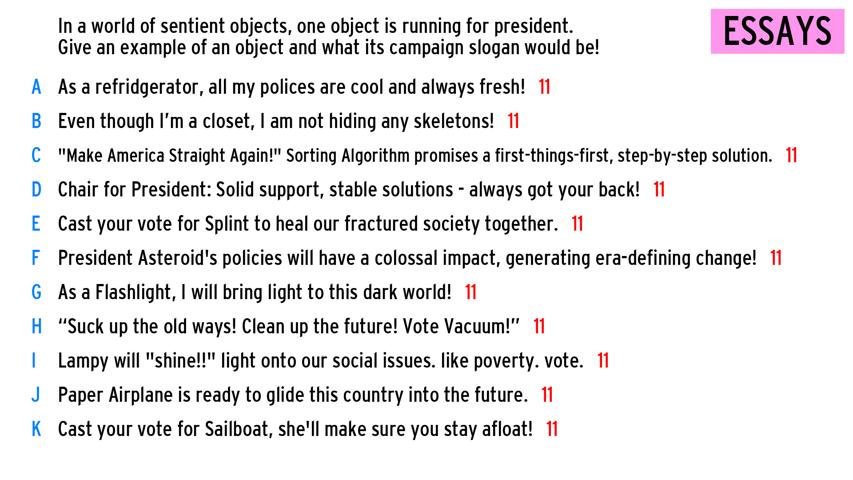 In a world of sentient objects, one object is running for president.
Give an example of an object and what its campaign slogan would be!
ESSAYS
A As a refridgerator, all my polices are cool and always fresh! 11
B Even though I'm a closet, I am not hiding any skeletons! 11
C "Make America Straight Again!" Sorting Algorithm promises a first-things-first, step-by-step solution. 11
D Chair for President: Solid support, stable solutions - always got your back! 11
E Cast your vote for Splint to heal our fractured society together. 11
F President Asteroid's policies will have a colossal impact, generating era-defining change! 11
G As a Flashlight, I will bring light to this dark world! 11
H “Suck up the old ways! Clean up the future! Vote Vacuum!” 11
I Lampy will "shine!!" light onto our social issues. like poverty. vote. 11
J Paper Airplane is ready to glide this country into the future. 11
K Cast your vote for Sailboat, she'll make sure you stay afloat! 11